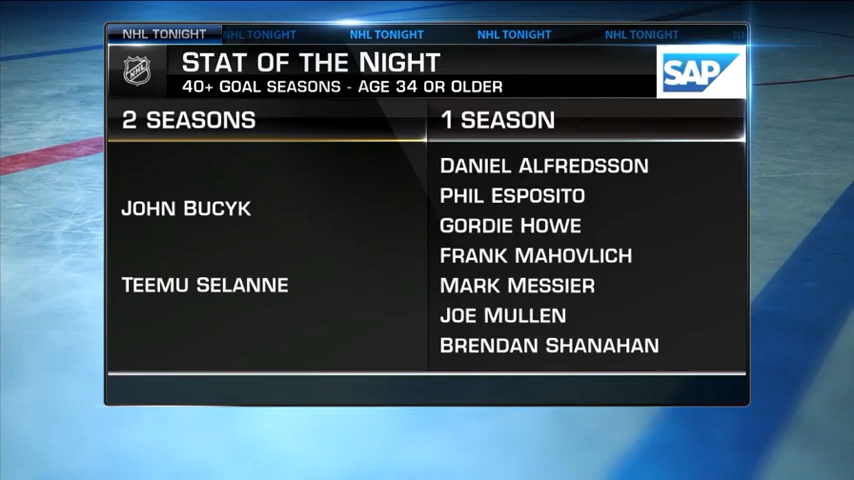 NHL TONIGHT NHL TONIGHT NHL TONIGHT NHL TONIGHT NHL TONIGHT
NHL
STAT OF THE NIGHT
40+ GOAL SEASONS - AGE 34 OR OLDER
SAP
2 SEASONS
JOHN BUCYK
TEEMU SELANNE
1 SEASON
DANIEL ALFREDSSON
PHIL ESPOSITO
GORDIE HOWE
FRANK MAHOVLICH
MARK MESSIER
JOE MULLEN
BRENDAN SHANAHAN